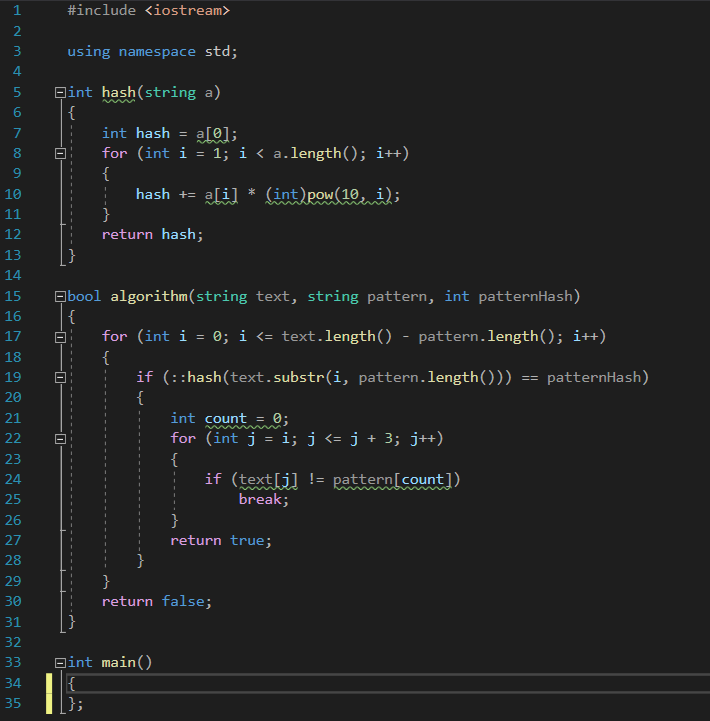 1 #include <iostream>
2
3 using namespace std;
4
5 int hash(string a)
6 {
7 int hash = a[0];
8 for (int i = 1; i < a.length(); i++)
9 {
10 hash += a[i] * (int)pow(10, i);
11 }
12 return hash;
13 }
14
15 bool algorithm(string text, string pattern, int patternHash)
16 {
17 for (int i = 0; i <= text.length() - pattern.length(); i++)
18 {
19 if (::hash(text.substr(i, pattern.length())) == patternHash)
20 {
21 int count = 0;
22 for (int j = i; j <= j + 3; j++)
23 {
24 if (text[j] != pattern[count])
25 break;
26 }
27 return true;
28 }
29 }
30 return false;
31 }
32
33 int main()
34 {
35 };